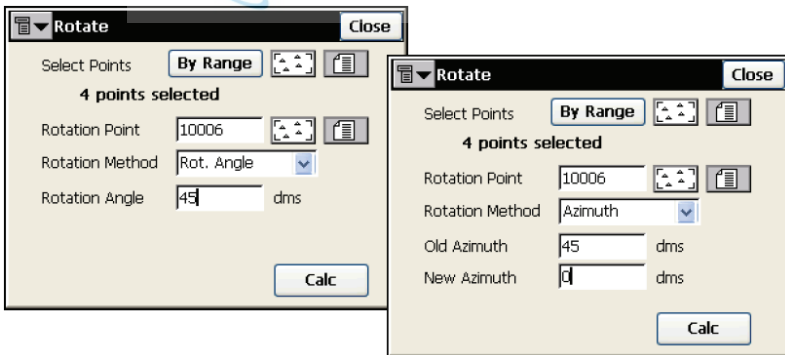 Rotate Close
Select Points By Range
4 points selected
Rotation Point 10006
Rotation Method Rot. Angle
Rotation Angle 45 dms
Calc
Rotate Close
Select Points By Range
4 points selected
Rotation Point 10006
Rotation Method Azimuth
Old Azimuth 45 dms
New Azimuth 0 dms
Calc